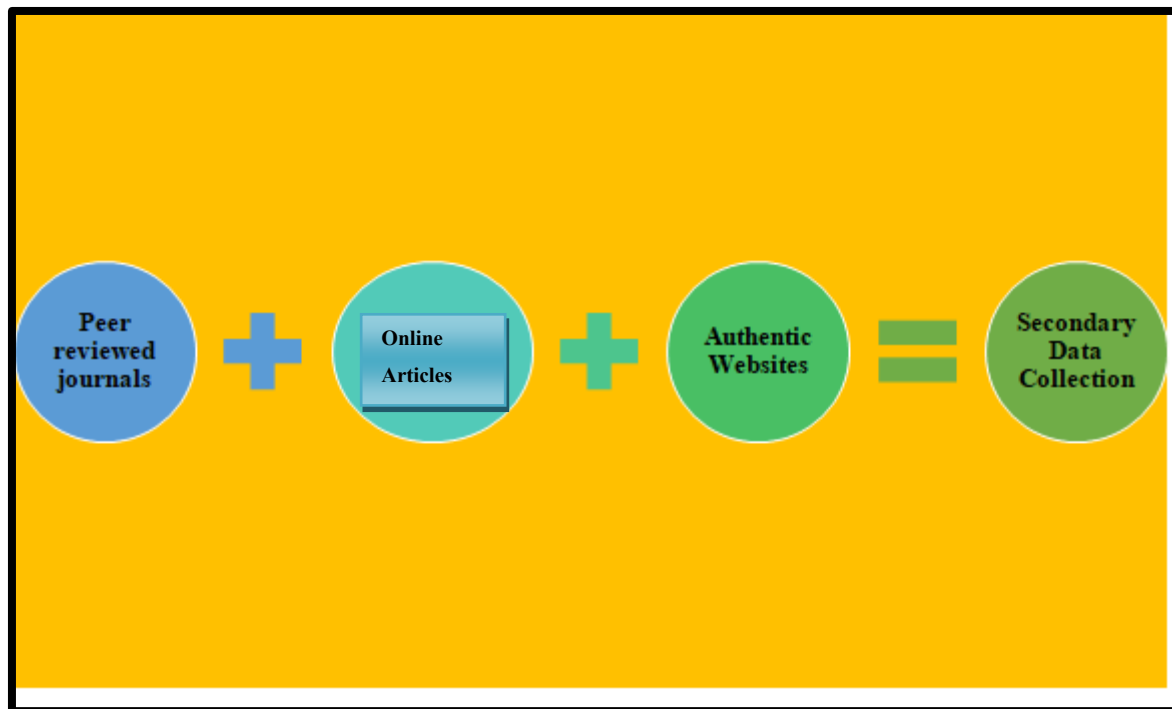 Peer
reviewed
journals
Online
Articles
Authentic
Websites
Secondary
Data
Collection